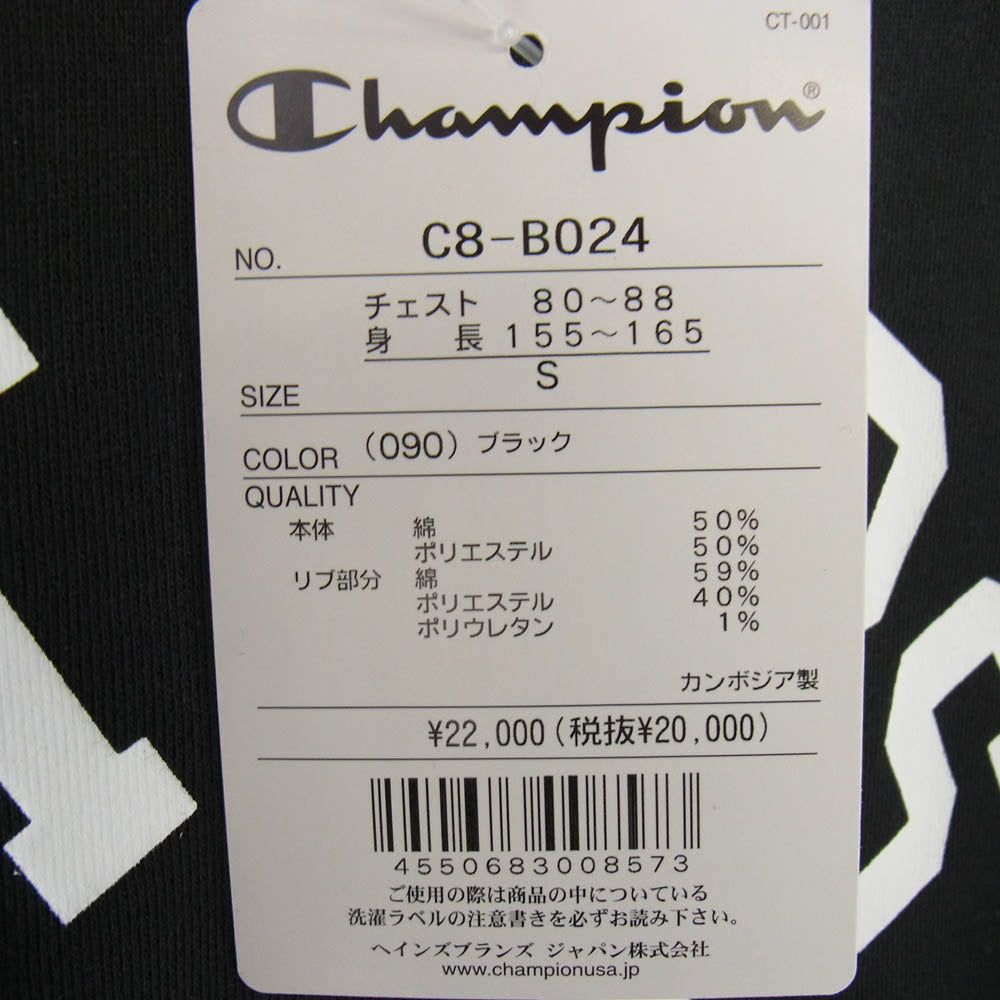 CT-001
Champion®
NO. C8-B024
チェスト 80～88
身 長 155～165
SIZE S
COLOR (090) ブラック
QUALITY
本体 綿 50%
ポリエステル 50%
リブ部分 綿 59%
ポリエステル 40%
ポリウレタン 1%
カンボジア製
¥22,000(税抜¥20,000)
4550683008573
ご使用の際は商品の中についている
洗濯ラベルの注意書きを必ずお読み下さい。
ヘインズブランズ ジャパン株式会社
www.championusa.jp